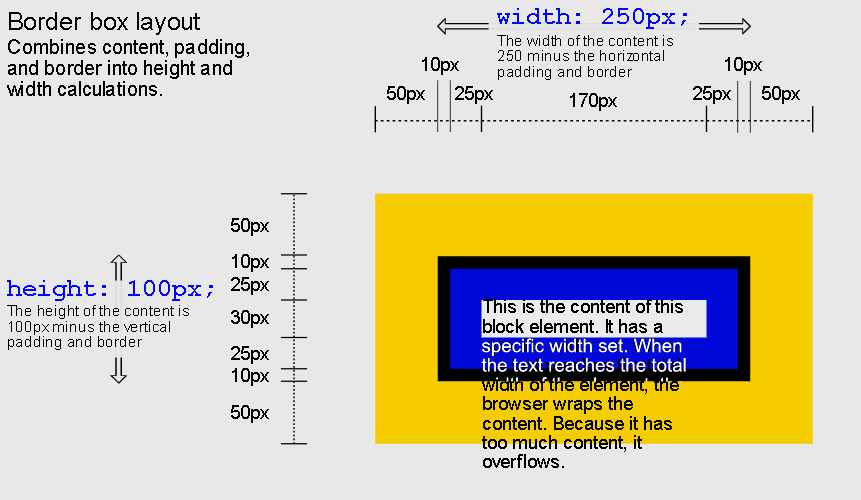 Border box layout
Combines content, padding,
and border into height and
width calculations.
width: 250px;
The width of the content is
250 minus the horizontal
padding and border
10px
10px
50px
25px
170px
25px
50px
50px
10px
25px
30px
25px
10px
50px
height: 100px;
The height of the content is
100px minus the vertical
padding and border
This is the content of this
block element. It has a
specific width set. When
the text reaches the total
width of the element, the
browser wraps the
content. Because it has
too much content, it
overflows.